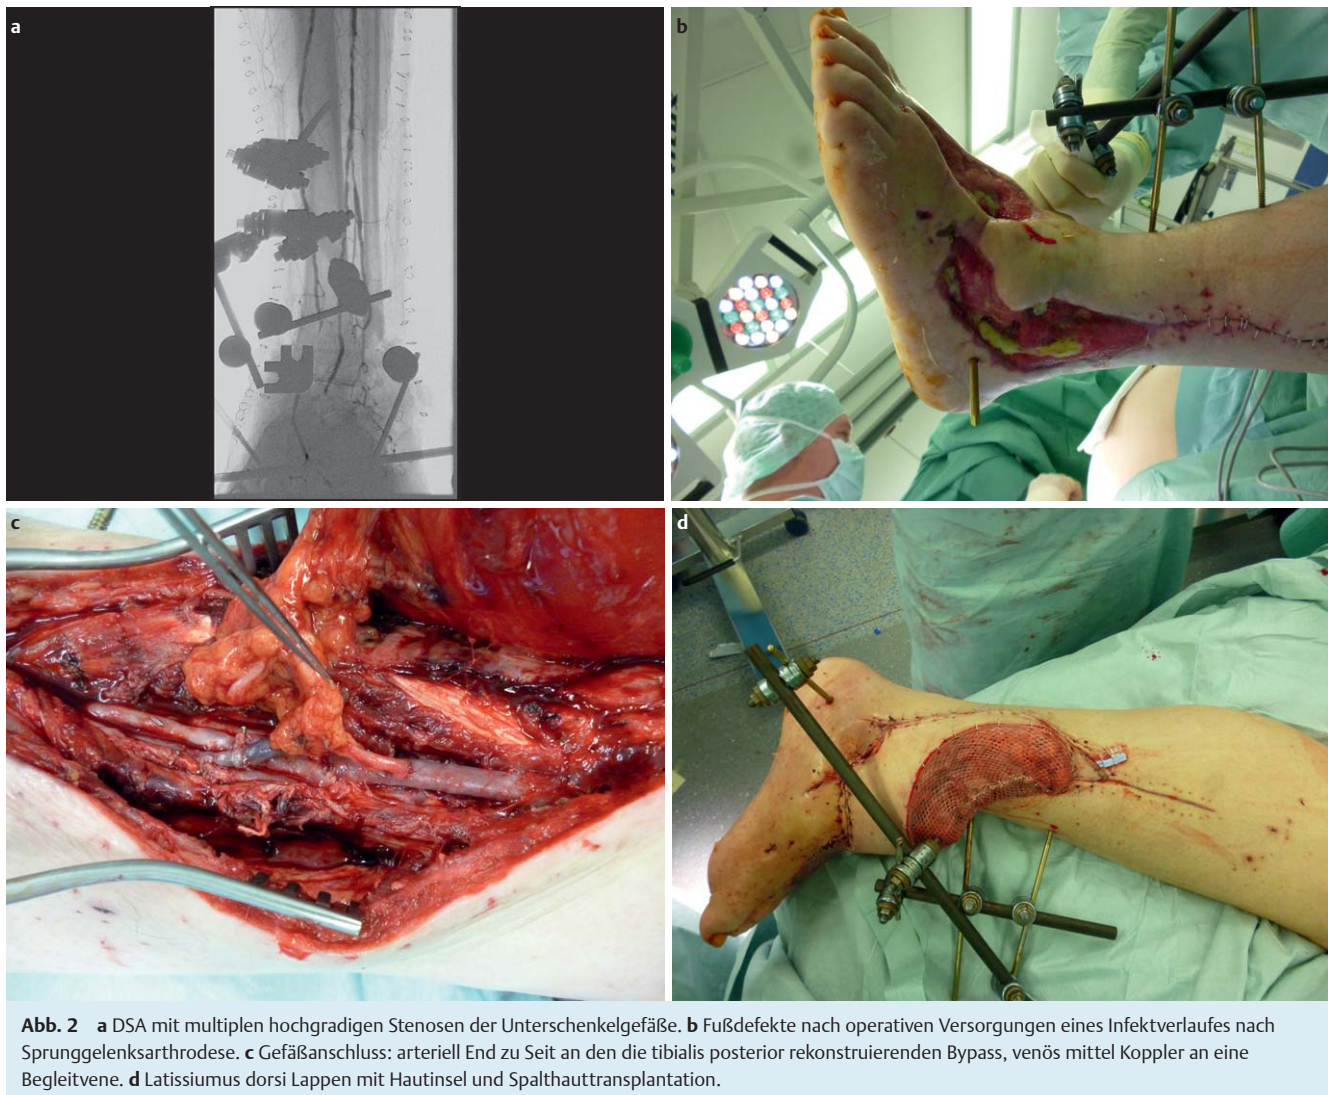 a
b
c
d
Abb. 2 a DSA mit multiplen hochgradigen Stenosen der Unterschenkelgefäße. b Fußdefekte nach operativen Versorgungen eines Infektverlaufes nach
Sprunggelenksarthrodese. c Gefäßanschluss: arteriell End zu Seit an den die tibialis posterior rekonstruierenden Bypass, venös mittel Koppler an eine
Begleitvene. d Latissiumus dorsi Lappen mit Hautinsel und Spalthauttransplantation.